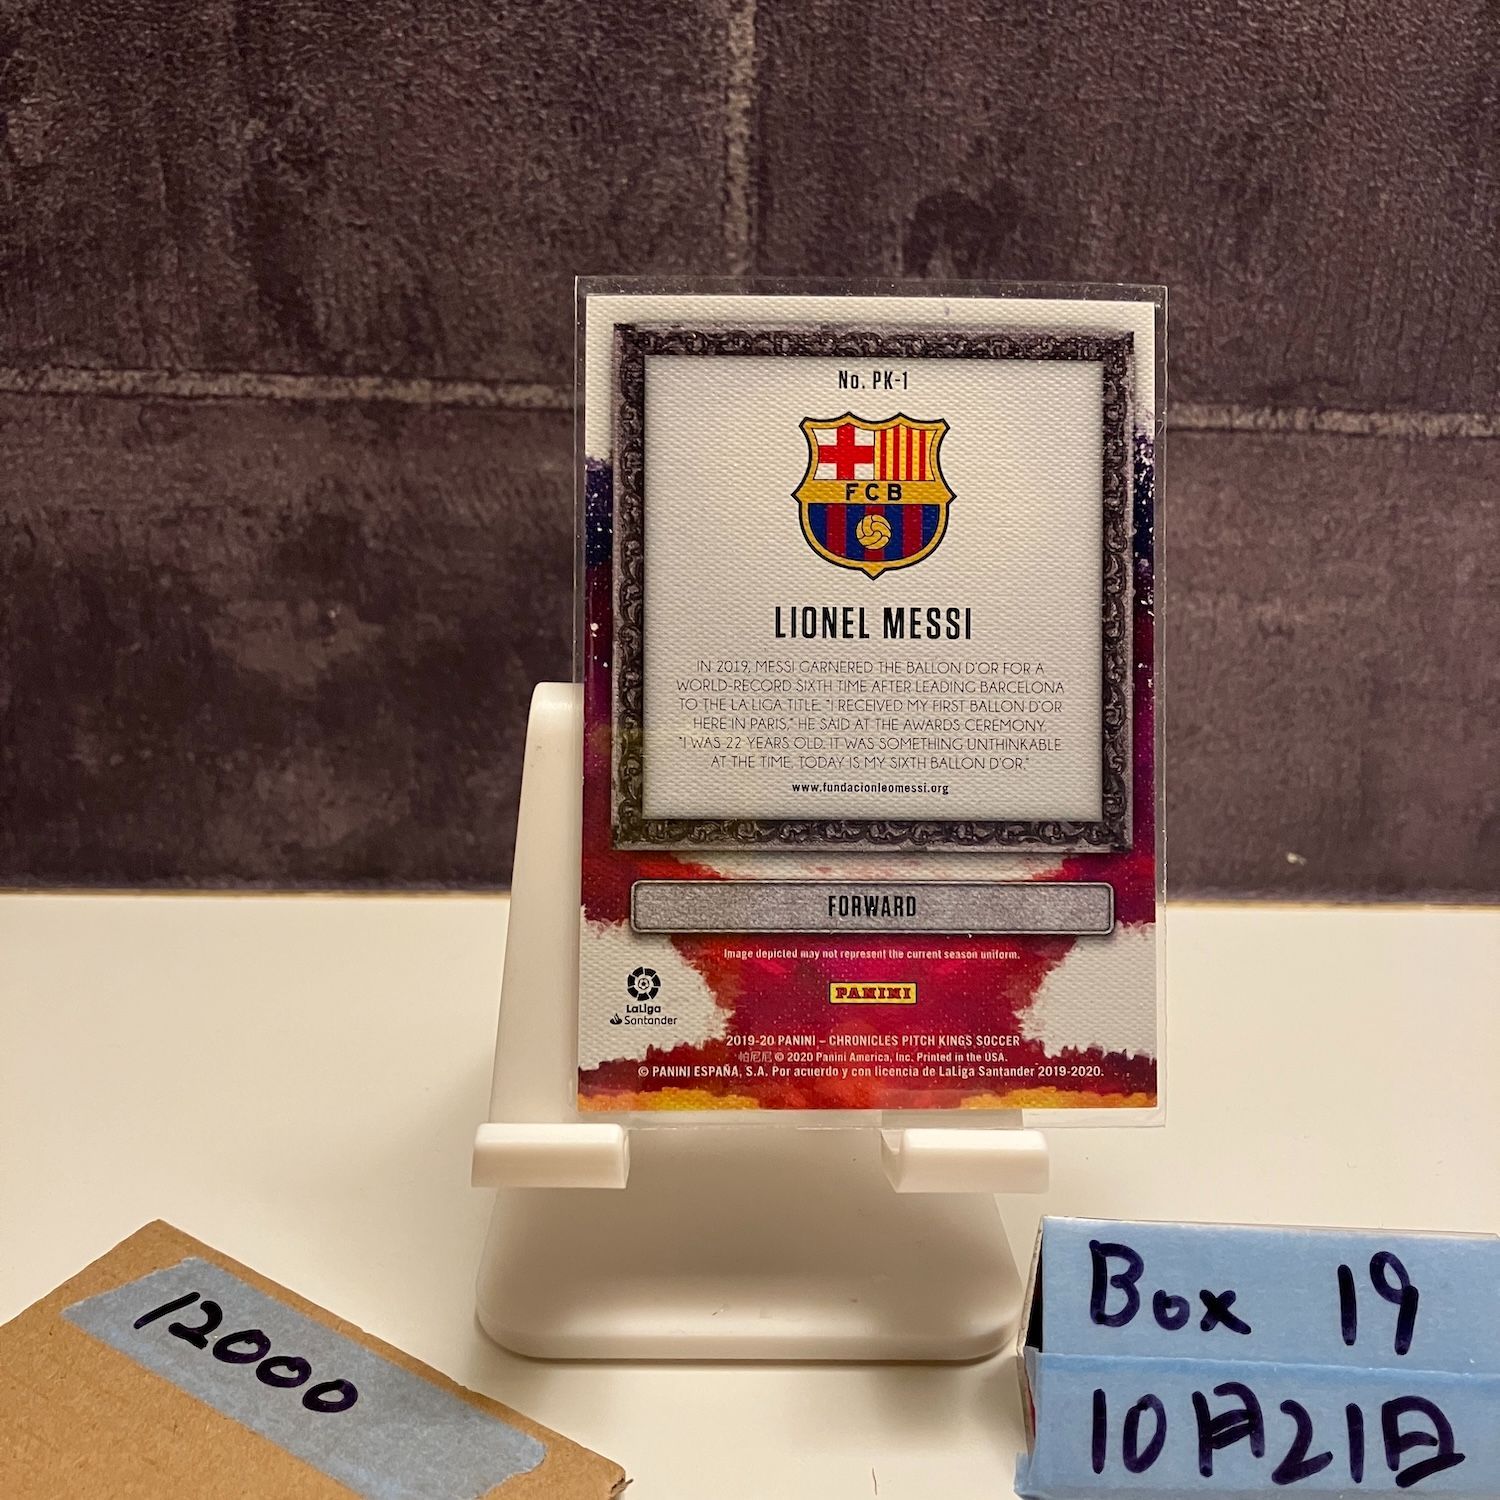 No. PK-1
FCB
LIONEL MESSI
IN 2019, MESSI GARNERED THE BALLON D'OR FOR A
WORLD-RECORD SIXTH TIME AFTER LEADING BARCELONA
TO THE LA LIGA TITLE. "I RECEIVED MY FIRST BALLON D'OR
HERE IN PARIS," HE SAID AT THE AWARDS CEREMONY.
"I WAS 22 YEARS OLD. IT WAS SOMETHING UNTHINKABLE
AT THE TIME. TODAY IS MY SIXTH BALLON D'OR."
www.fundacionleomessi.org
FORWARD
Image depicted may not represent the current season uniform.
LaLiga
Santander
PANINI
2019-20 PANINI – CHRONICLES PITCH KINGS SOCCER
帕尼尼 © 2020 Panini America, Inc. Printed in the USA.
© PANINI ESPAÑA, S.A. Por acuerdo y con licencia de LaLiga Santander 2019-2020.
12000
Box 19
10月21日